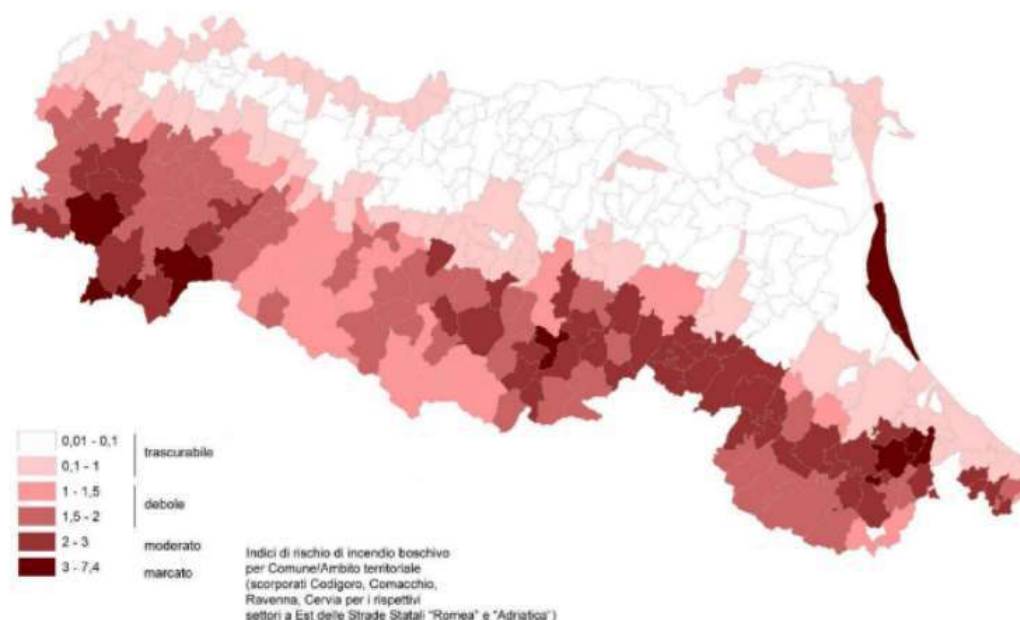 0,01 - 0,1
0,1 - 1
trascurabile
1 - 1,5
1,5 - 2
debole
2 - 3
moderato
3 - 7,4
marcato
Indici di rischio di incendio boschivo
per Comune/Ambito territoriale
(scorporati Codigoro, Comacchio,
Ravenna, Cervia per i rispettivi
settori a Est delle Strade Statali "Romea" e "Adriatica")